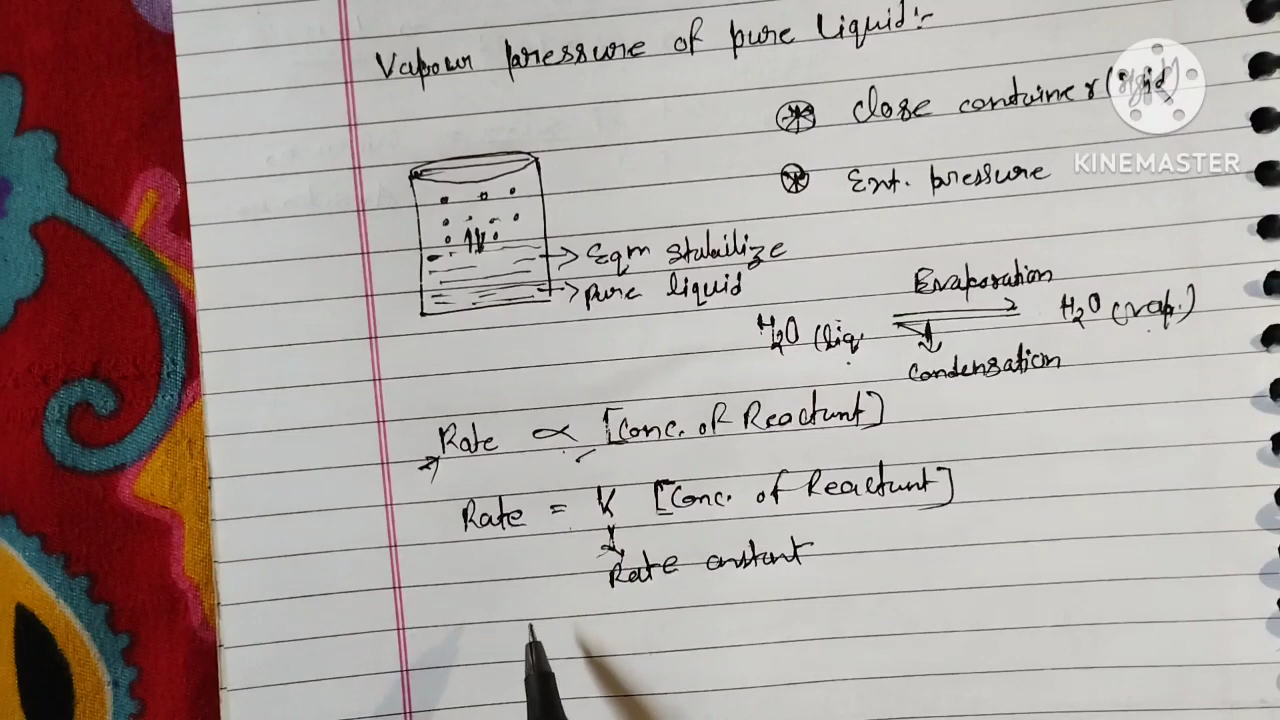 Vapour pressure of pure liquid:-
close container (
Ext. pressure
Eqm stabilize
pure liquid
Evaporation
H2O (liq. ⇌ H2O (vap.)
Condensation
Rate ∝ [Conc. of Reactant]
Rate = K [Conc. of Reactant]
Rate constant
KINEMASTER